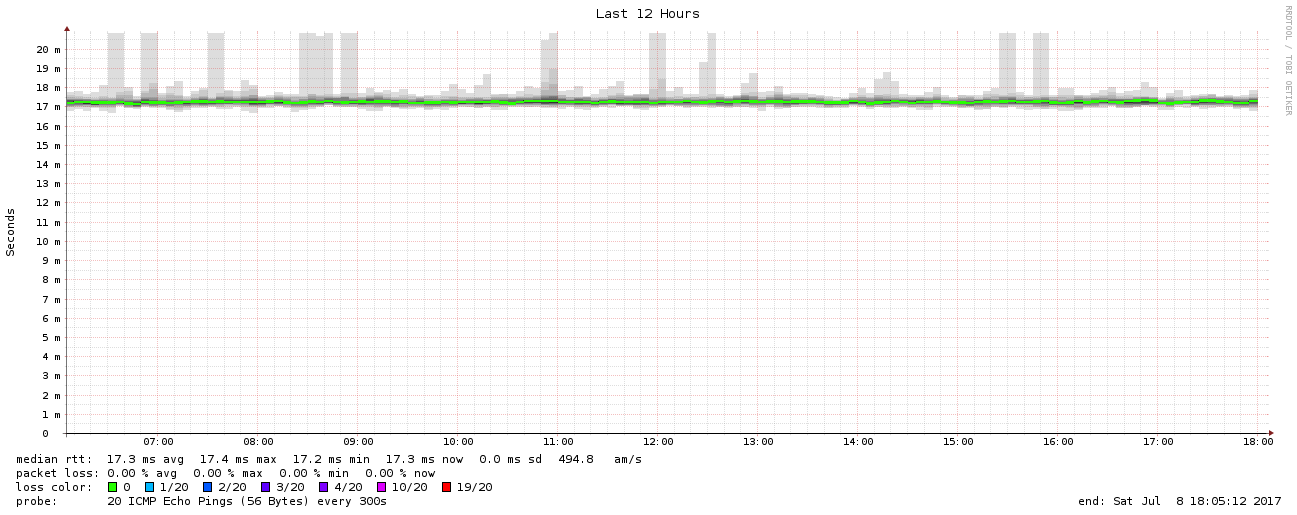 Last 12 Hours
RRDTOOL / TOBI OETIKER
Seconds
20 m
19 m
18 m
17 m
16 m
15 m
14 m
13 m
12 m
11 m
10 m
9 m
8 m
7 m
6 m
5 m
4 m
3 m
2 m
1 m
0
07:00 08:00 09:00 10:00 11:00 12:00 13:00 14:00 15:00 16:00 17:00 18:00
median rtt: 17.3 ms avg 17.4 ms max 17.2 ms min 17.3 ms now 0.0 ms sd 494.8 am/s
packet loss: 0.00 % avg 0.00 % max 0.00 % min 0.00 % now
loss color: 0 1/20 2/20 3/20 4/20 10/20 19/20
probe: 20 ICMP Echo Pings (56 Bytes) every 300s end: Sat Jul 8 18:05:12 2017